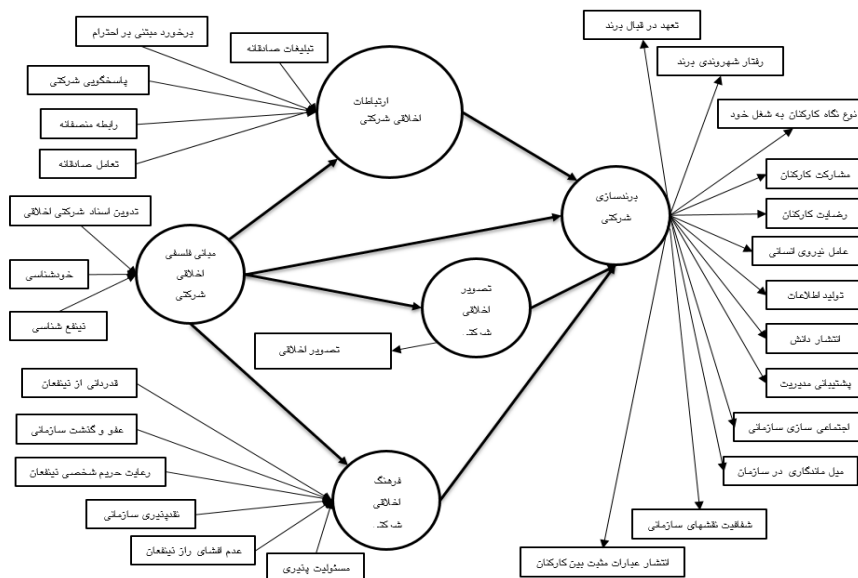 تعهد در قبال برند
برخورد مبتنی بر احترام
تبلیغات صادقانه
رفتار شهروندی برند
پاسخگویی شرکتی
ارتباطات
اخلاقی شرکتی
نوع نگاه کارکنان به شغل خود
رابطه منصفانه
تعامل صادقانه
مشارکت کارکنان
برندسازی
شرکتی
رضایت کارکنان
تدوین اسناد شرکتی اخلاقی
مبانی فلسفی
اخلاقی
شرکتی
عامل نیروی انسانی
خودشناسی
تصویر
اخلاقی
تولید اطلاعات
ذینفع شناسی
انتشار دانش
تصویر اخلاقی
پشتیبانی مدیریت
قدردانی از ذینفعان
عفو و گذشت سازمانی
اجتماعی سازی سازمانی
رعایت حریم شخصی ذینفعان
فرهنگ
اخلاقی
میل ماندگاری در سازمان
نقدپذیری سازمانی
شفافیت نقشهای سازمانی
عدم افشای راز ذینفعان
مسئولیت پذیری
انتشار عبارات مثبت بین کارکنان